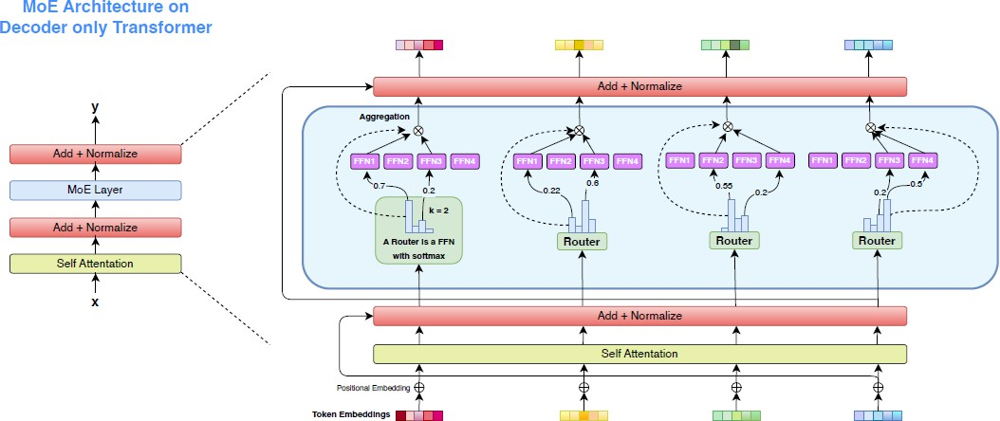 MoE Architecture on
Decoder only Transformer
y
Add + Normalize
MoE Layer
Add + Normalize
Self Attentation
x
Add + Normalize
Aggregation
FFN1 FFN2 FFN3 FFN4
FFN1 FFN2 FFN3 FFN4
FFN1 FFN2 FFN3 FFN4
FFN1 FFN2 FFN3 FFN4
0.7 0.2
0.22 0.6
0.55 0.2
0.2 0.5
k = 2
A Router is a FFN
with softmax
Router
Router
Router
Add + Normalize
Self Attentation
Positional Embedding
Token Embeddings